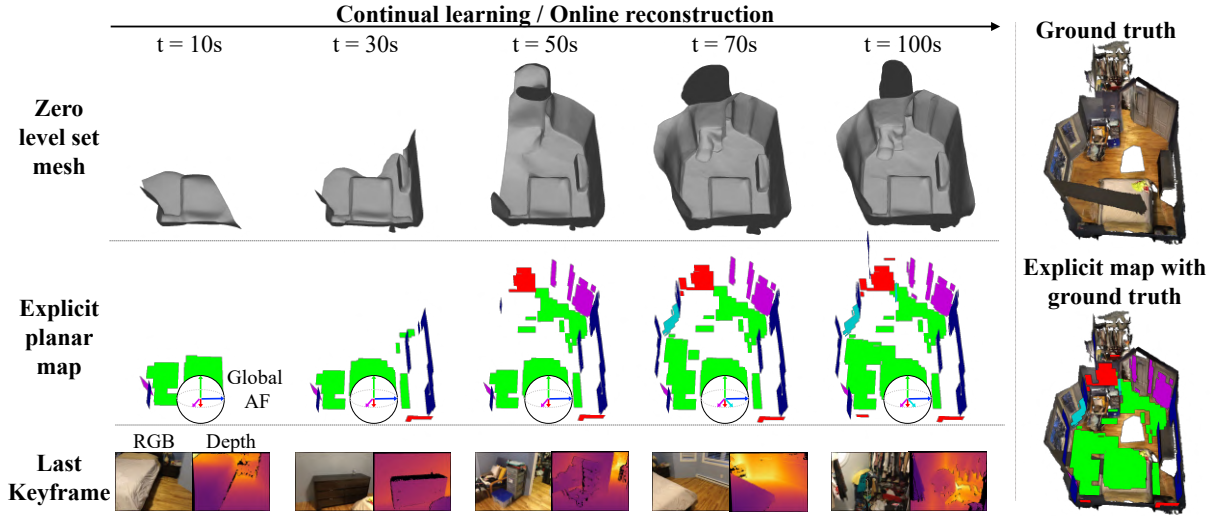 Continual learning / Online reconstruction
t = 10s
t = 30s
t = 50s
t = 70s
t = 100s
Ground truth
Zero
level set
mesh
Explicit
planar
map
Global
AF
Explicit map with
ground truth
RGB
Depth
Last
Keyframe